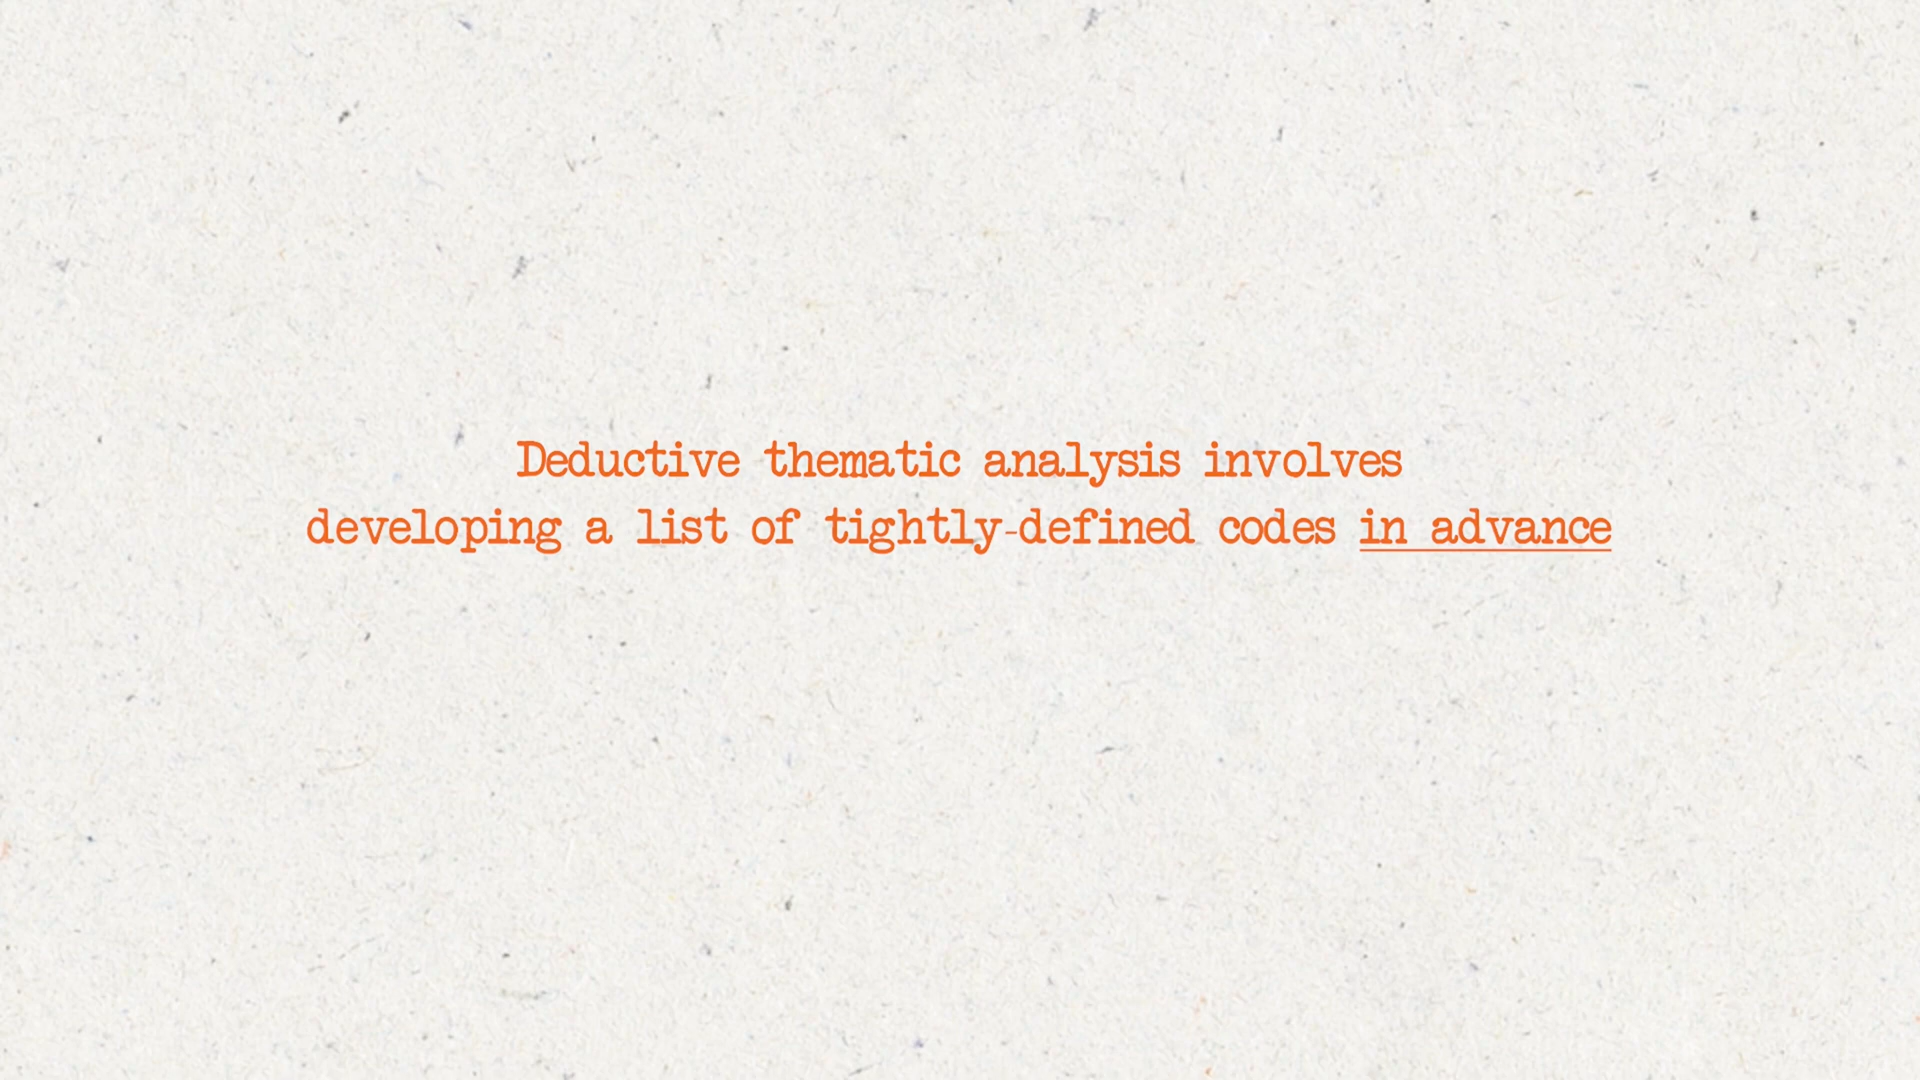 Deductive thematic analysis involves
developing a list of tightly-defined codes in advance